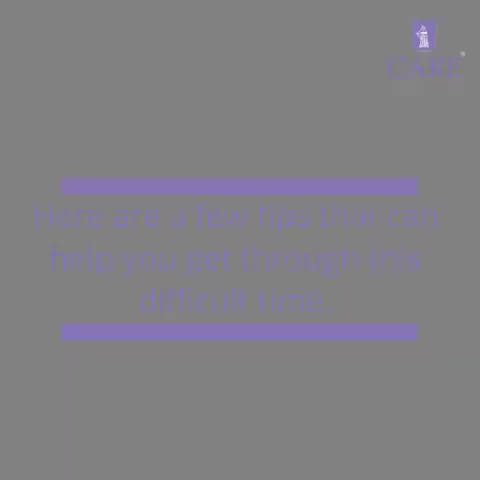 CARE
Here are a few tips that can
help you get through this
difficult time.